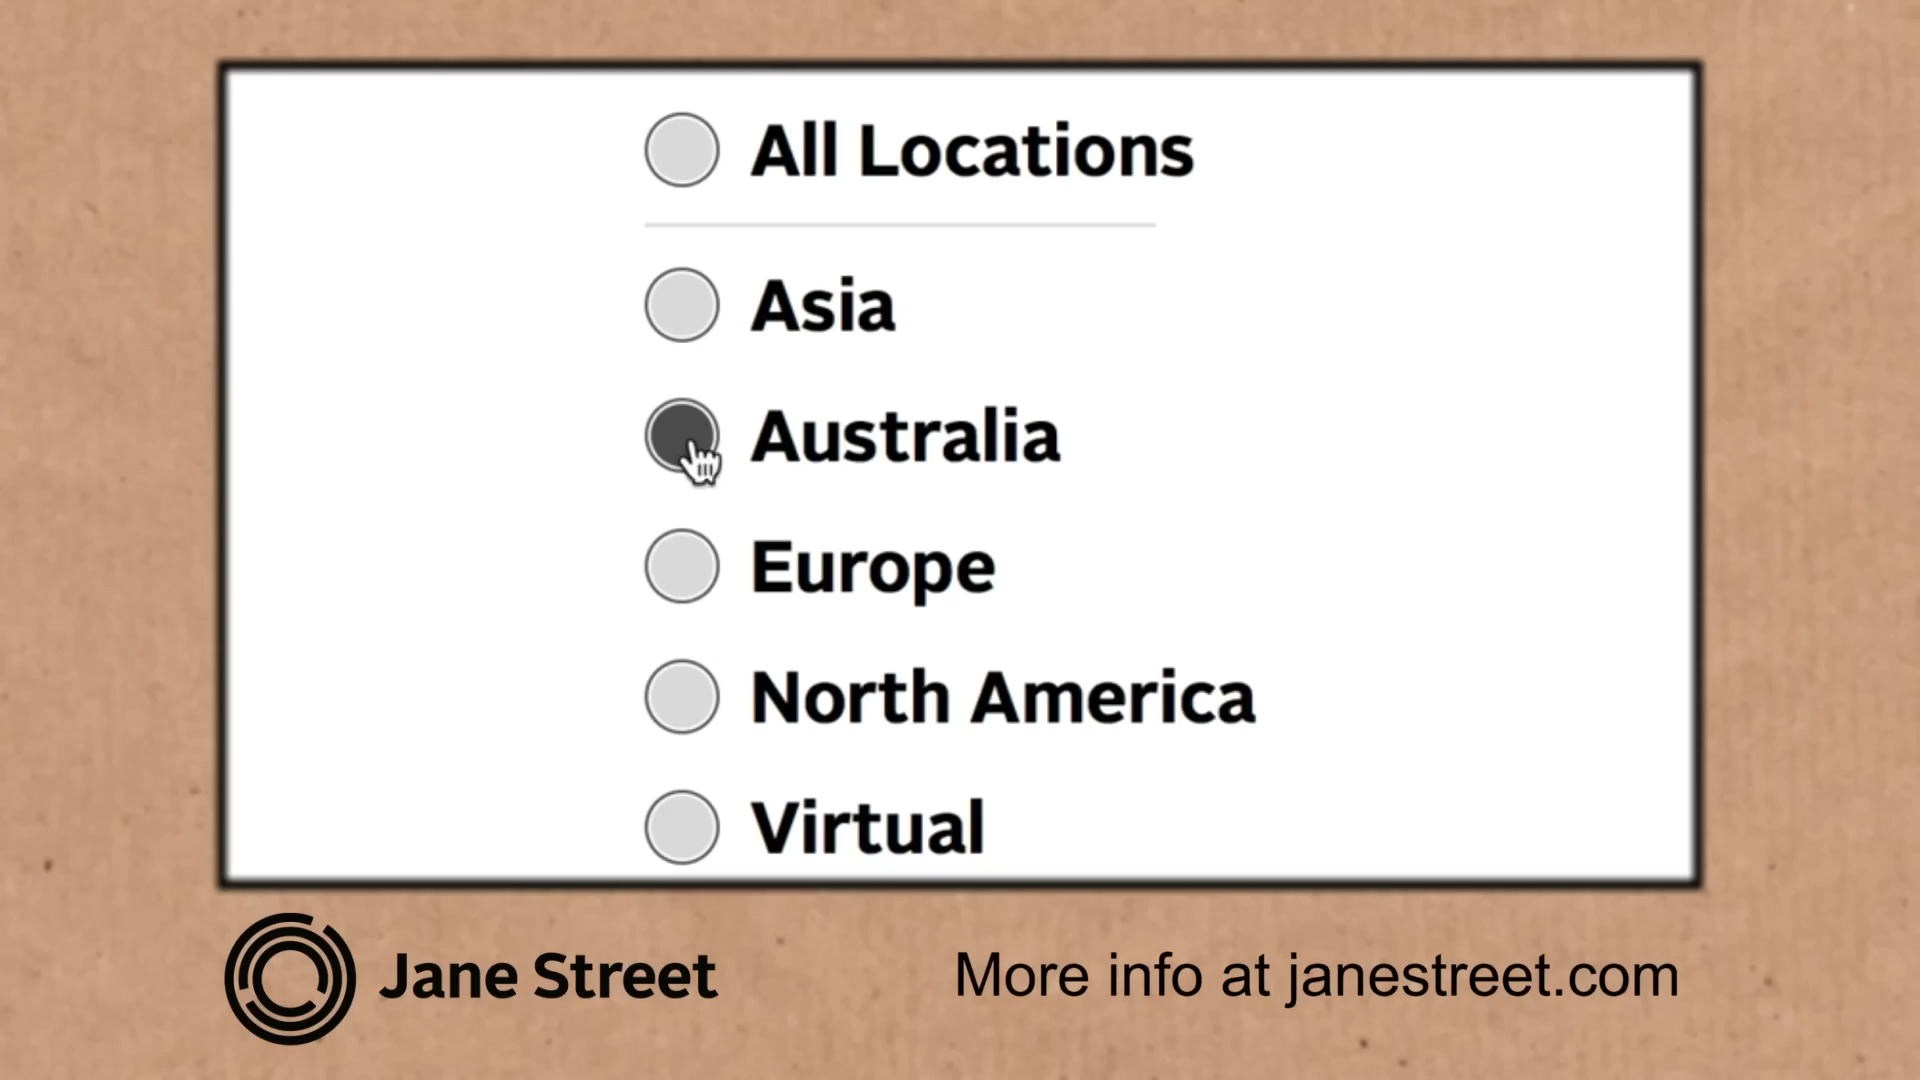 All Locations
Asia
Australia
Europe
North America
Virtual
Jane Street
More info at janestreet.com